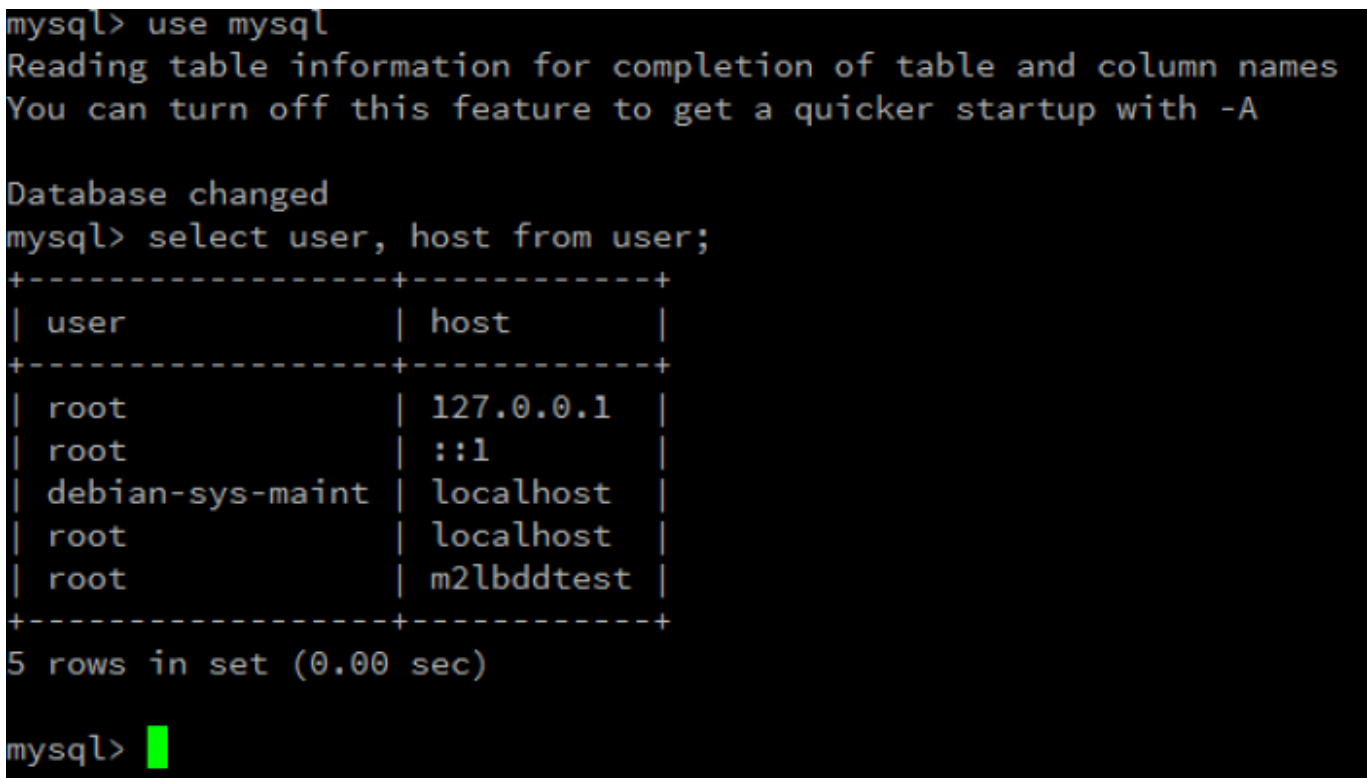 mysql> use mysql
Reading table information for completion of table and column names
You can turn off this feature to get a quicker startup with -A
Database changed
mysql> select user, host from user;
+------------------+------------+
| user             | host       |
+------------------+------------+
| root             | 127.0.0.1  |
| root             | ::1        |
| debian-sys-maint | localhost  |
| root             | localhost  |
| root             | m2lbddtest |
+------------------+------------+
5 rows in set (0.00 sec)
mysql>